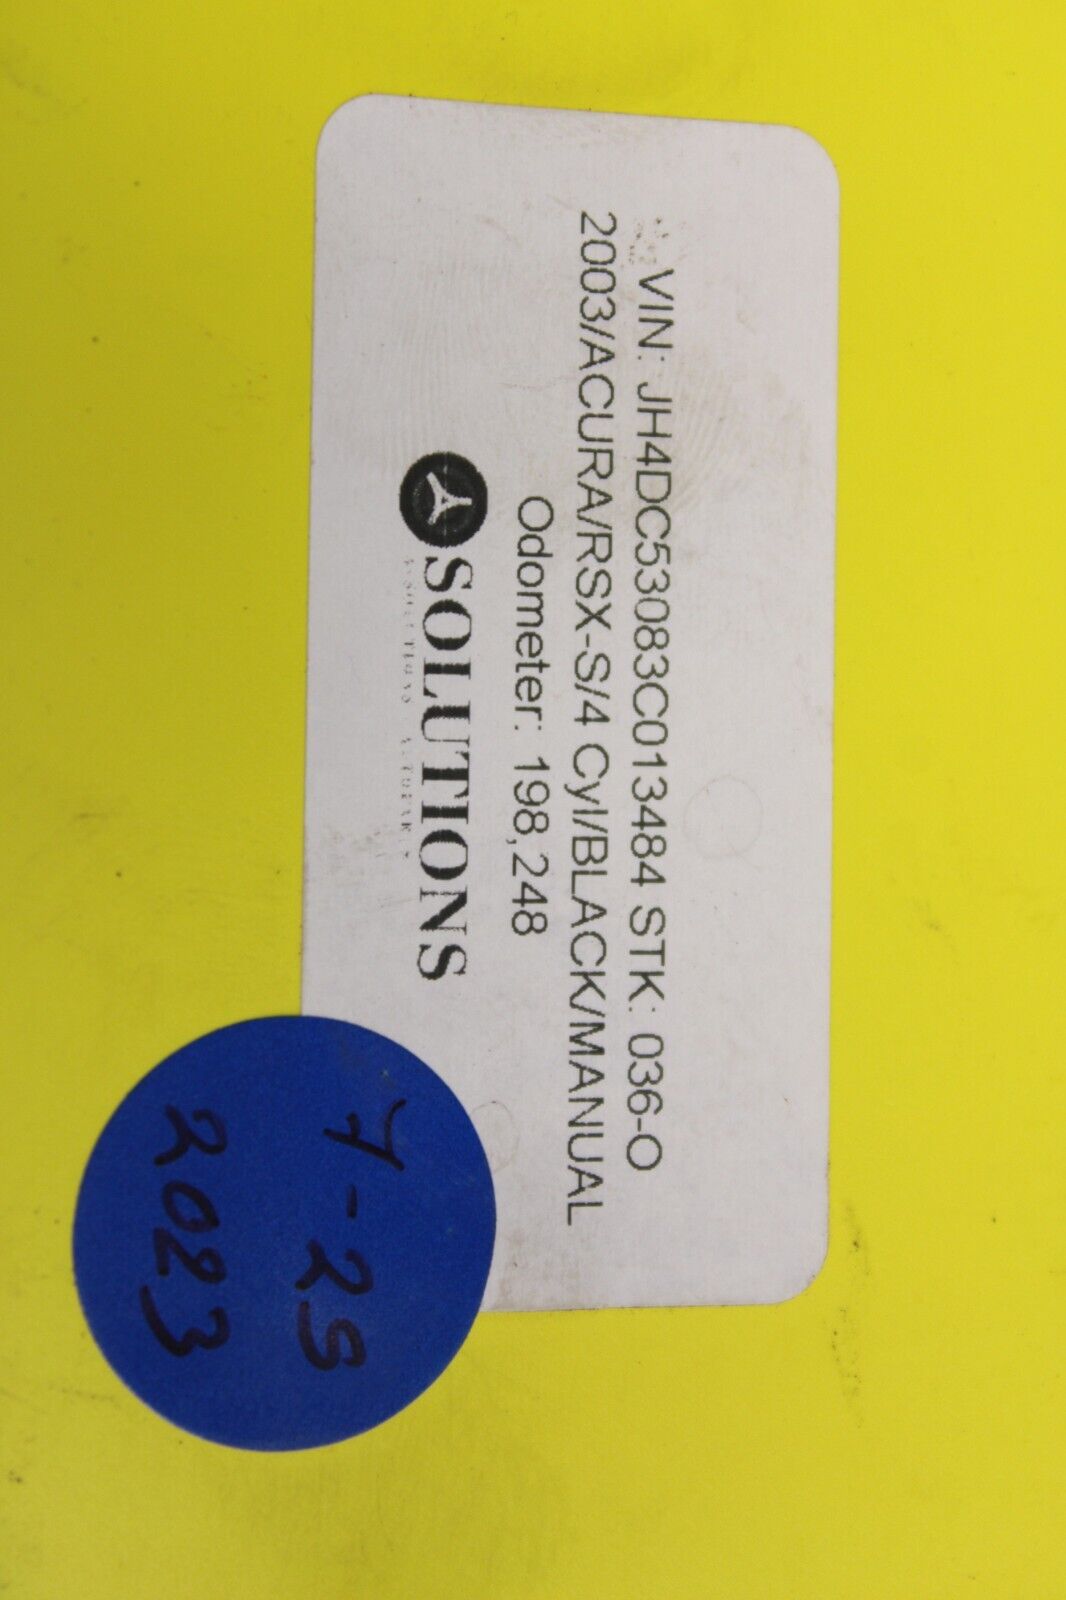 VIN: JH4DC53083C013484 STK: 036-O
2003/ACURA/RSX-S/4 Cyl/BLACK/MANUAL
Odometer: 198,248
SOLUTIONS
7-25
2023